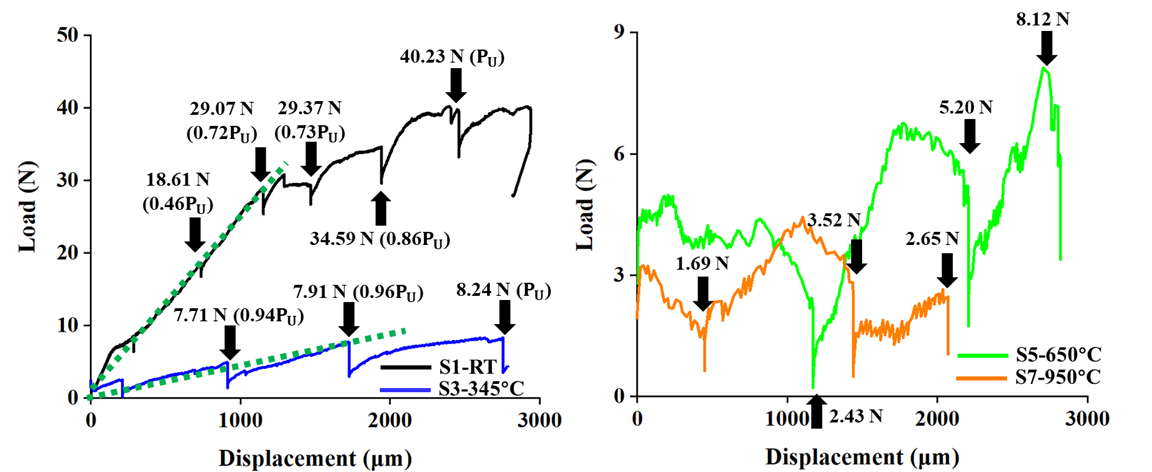 50
40
30
20
10
0
Load (N)
0
1000
2000
3000
Displacement (μm)
18.61 N
(0.46PU)
29.07 N
(0.72PU)
29.37 N
(0.73PU)
34.59 N (0.86PU)
40.23 N (PU)
7.71 N (0.94PU)
7.91 N (0.96PU)
8.24 N (PU)
S1-RT
S3-345°C
9
6
3
0
Load (N)
0
1000
2000
3000
Displacement (μm)
1.69 N
3.52 N
2.65 N
2.43 N
5.20 N
8.12 N
S5-650°C
S7-950°C